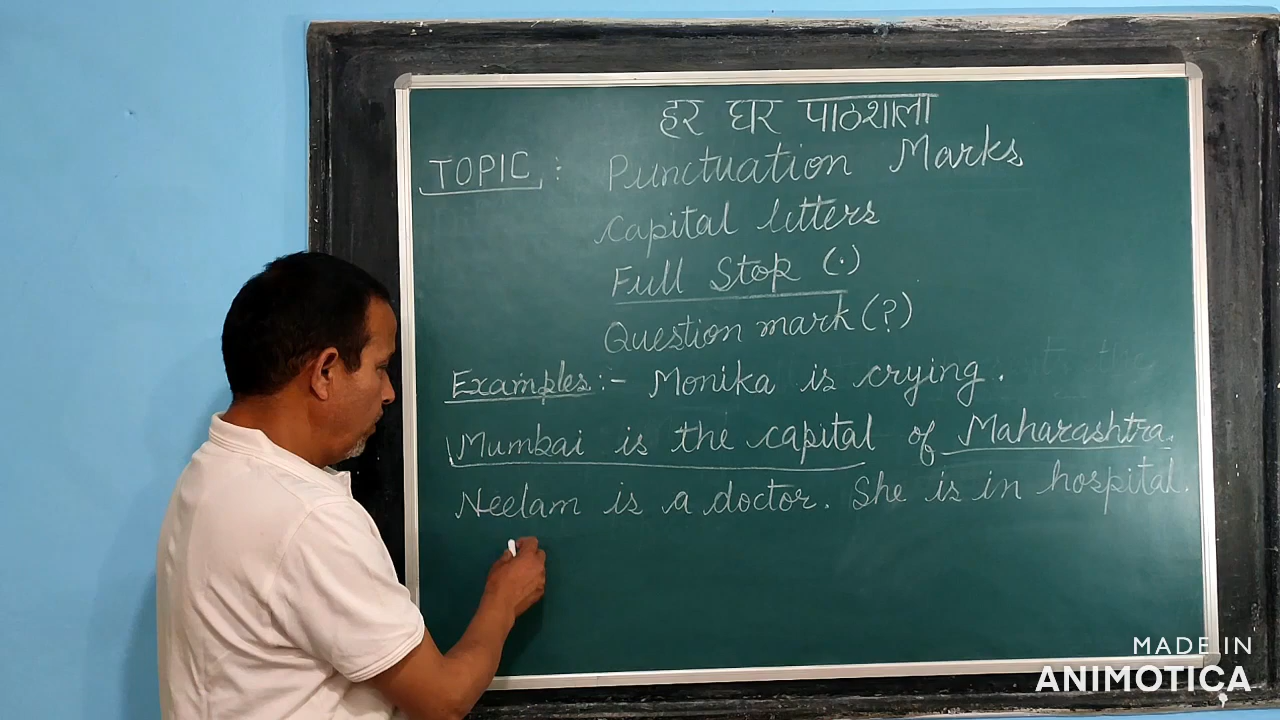 हर घर पाठशाला
TOPIC : Punctuation Marks
Capital letters
Full Stop (.)
Question mark (?)
Examples :- Monika is crying.
Mumbai is the capital of Maharashtra.
Neelam is a doctor. She is in hospital.
MADE IN
ANIMOTICA